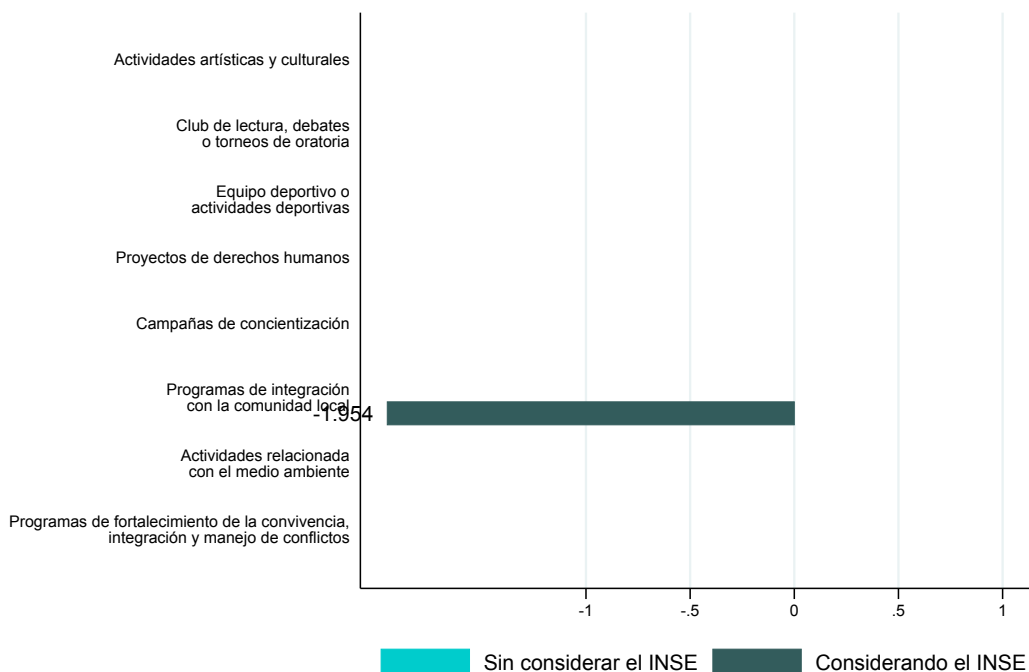 Actividades artísticas y culturales
Club de lectura, debates
o torneos de oratoria
Equipo deportivo o
actividades deportivas
Proyectos de derechos humanos
Campañas de concientización
Programas de integración
con la comunidad local
-1.954
Actividades relacionada
con el medio ambiente
Programas de fortalecimiento de la convivencia,
integración y manejo de conflictos
-1 -.5 0 .5 1
Sin considerar el INSE Considerando el INSE